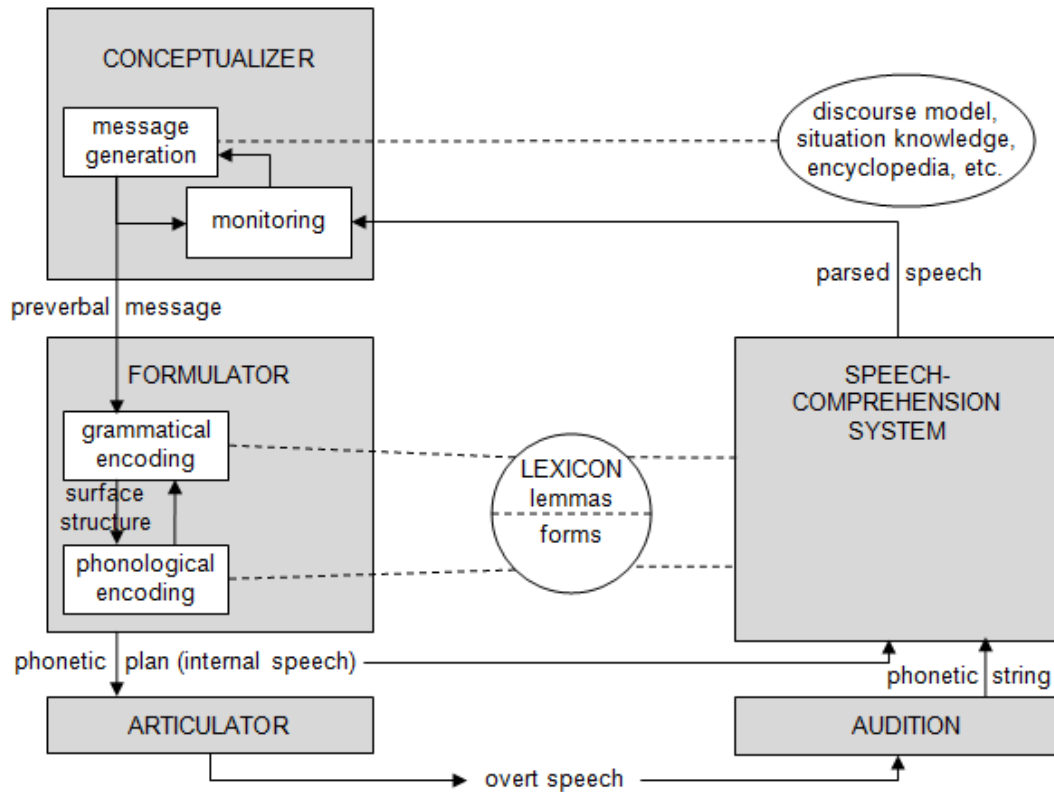 CONCEPTUALIZER
message
generation
monitoring
discourse model,
situation knowledge,
encyclopedia, etc.
preverbal message
parsed speech
FORMULATOR
grammatical
encoding
surface
structure
phonological
encoding
LEXICON
lemmas
forms
SPEECH-
COMPREHENSION
SYSTEM
phonetic plan (internal speech)
phonetic string
ARTICULATOR
AUDITION
overt speech